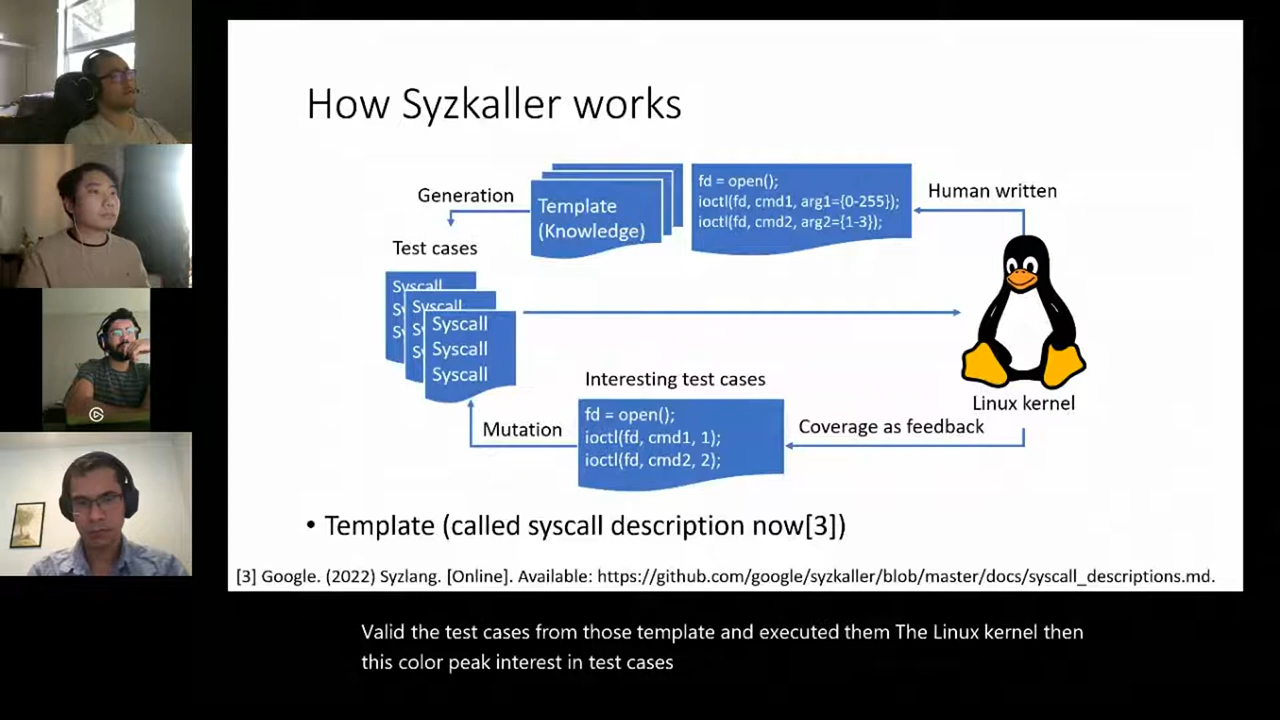 How Syzkaller works
Generation
Template
(Knowledge)
fd = open();
ioctl(fd, cmd1, arg1={0-255});
ioctl(fd, cmd2, arg2={1-3});
Human written
Test cases
Syscall
Sy
Sy
Syscall
S
S
Syscall
Syscall
Syscall
Interesting test cases
fd = open();
ioctl(fd, cmd1, 1);
ioctl(fd, cmd2, 2);
Mutation
Linux kernel
Coverage as feedback
• Template (called syscall description now[3])
[3] Google. (2022) Syzlang. [Online]. Available: https://github.com/google/syzkaller/blob/master/docs/syscall_descriptions.md.
Valid the test cases from those template and executed them The Linux kernel then
this color peak interest in test cases